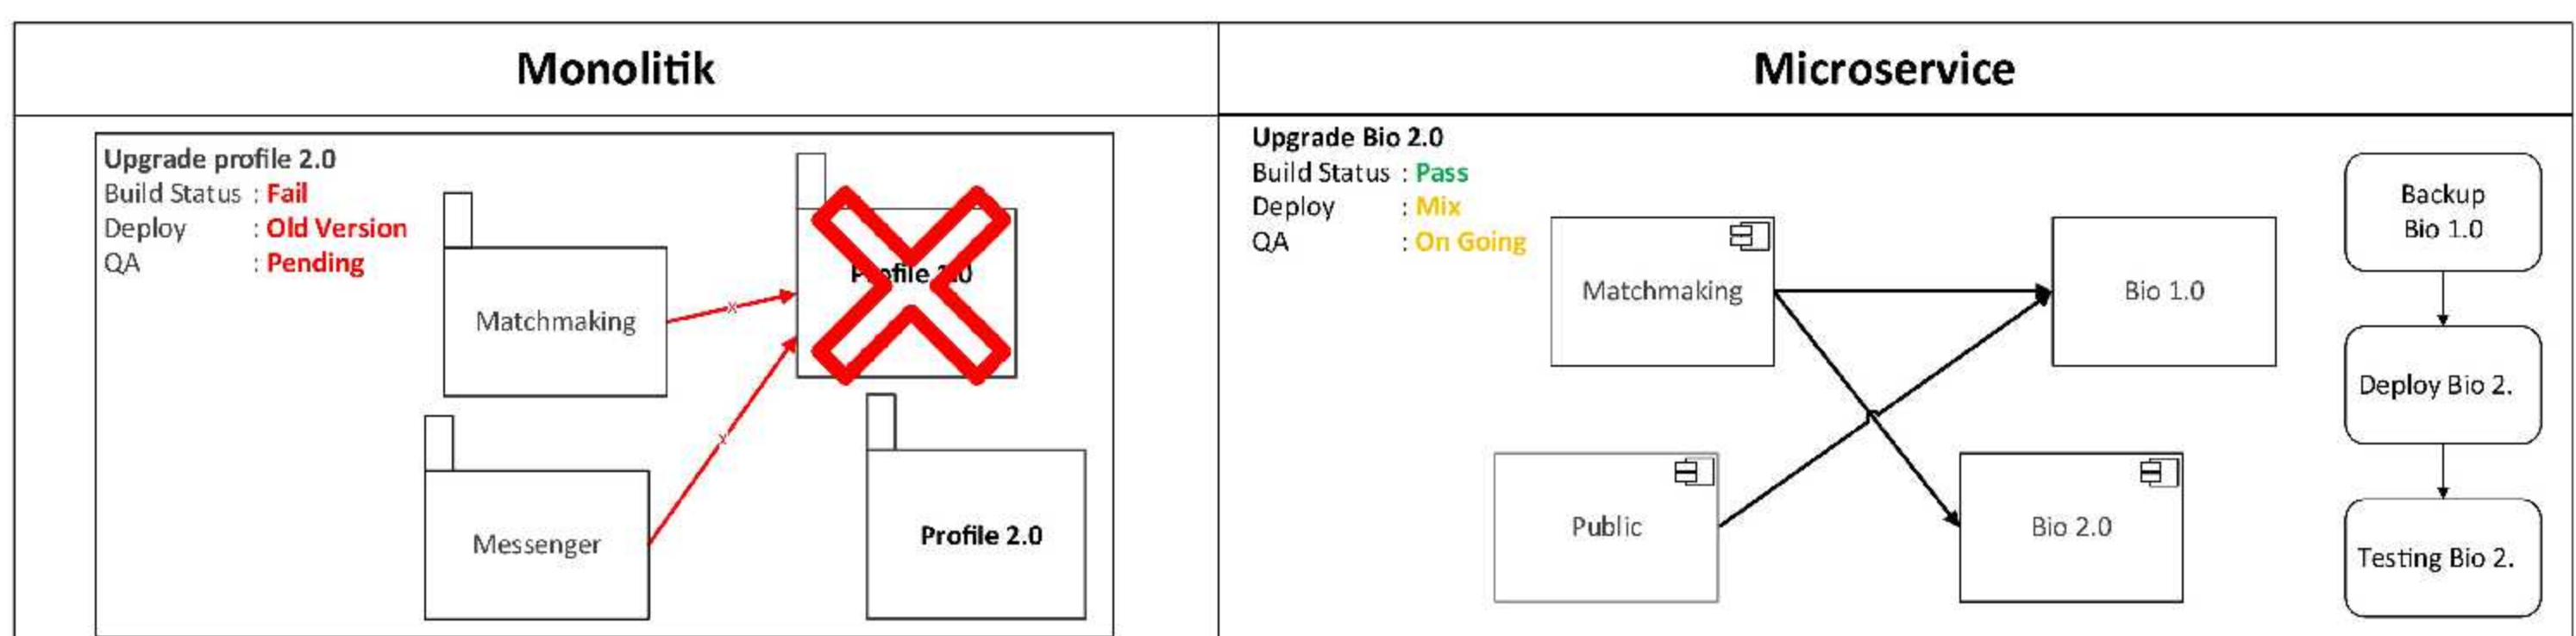 Monolitik
Microservice
Upgrade profile 2.0
Build Status : Fail
Deploy : Old Version
QA : Pending
Matchmaking
Messenger
Profile 2.0
Upgrade Bio 2.0
Build Status : Pass
Deploy : Mix
QA : On Going
Matchmaking
Bio 1.0
Public
Bio 2.0
Backup
Bio 1.0
Deploy Bio 2.
Testing Bio 2.